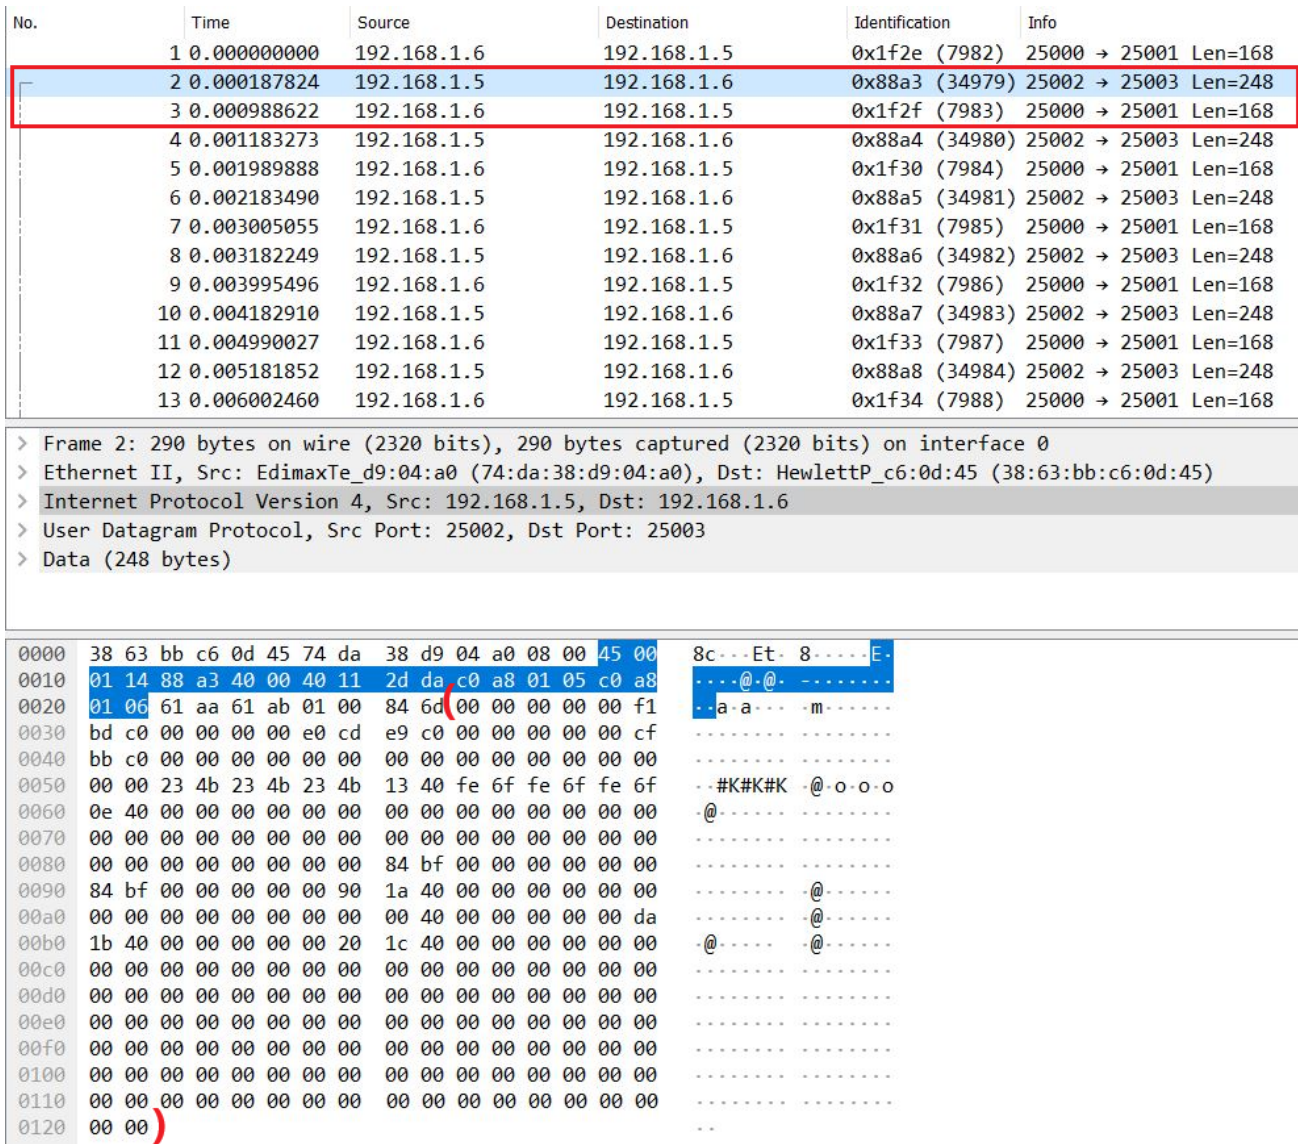 No. Time Source Destination Identification Info
1 0.000000000 192.168.1.6 192.168.1.5 0x1f2e (7982) 25000 → 25001 Len=168
2 0.000187824 192.168.1.5 192.168.1.6 0x88a3 (34979) 25002 → 25003 Len=248
3 0.000988622 192.168.1.6 192.168.1.5 0x1f2f (7983) 25000 → 25001 Len=168
4 0.001183273 192.168.1.5 192.168.1.6 0x88a4 (34980) 25002 → 25003 Len=248
5 0.001989888 192.168.1.6 192.168.1.5 0x1f30 (7984) 25000 → 25001 Len=168
6 0.002183490 192.168.1.5 192.168.1.6 0x88a5 (34981) 25002 → 25003 Len=248
7 0.003005055 192.168.1.6 192.168.1.5 0x1f31 (7985) 25000 → 25001 Len=168
8 0.003182249 192.168.1.5 192.168.1.6 0x88a6 (34982) 25002 → 25003 Len=248
9 0.003995496 192.168.1.6 192.168.1.5 0x1f32 (7986) 25000 → 25001 Len=168
10 0.004182910 192.168.1.5 192.168.1.6 0x88a7 (34983) 25002 → 25003 Len=248
11 0.004990027 192.168.1.6 192.168.1.5 0x1f33 (7987) 25000 → 25001 Len=168
12 0.005181852 192.168.1.5 192.168.1.6 0x88a8 (34984) 25002 → 25003 Len=248
13 0.006002460 192.168.1.6 192.168.1.5 0x1f34 (7988) 25000 → 25001 Len=168
> Frame 2: 290 bytes on wire (2320 bits), 290 bytes captured (2320 bits) on interface 0
> Ethernet II, Src: EdimaxTe_d9:04:a0 (74:da:38:d9:04:a0), Dst: HewlettP_c6:0d:45 (38:63:bb:c6:0d:45)
> Internet Protocol Version 4, Src: 192.168.1.5, Dst: 192.168.1.6
> User Datagram Protocol, Src Port: 25002, Dst Port: 25003
> Data (248 bytes)
0000 38 63 bb c6 0d 45 74 da 38 d9 04 a0 08 00 45 00 8c···Et· 8·····E·
0010 01 14 88 a3 40 00 40 11 2d da c0 a8 01 05 c0 a8 ····@·@· -·······
0020 01 06 61 aa 61 ab 01 00 84 6d ( 00 00 00 00 00 f1 ··a·a··· ·m······
0030 bd c0 00 00 00 00 e0 cd e9 c0 00 00 00 00 00 cf ········ ········
0040 bb c0 00 00 00 00 00 00 00 00 00 00 00 00 00 00 ········ ········
0050 00 00 23 4b 23 4b 23 4b 13 40 fe 6f fe 6f fe 6f ··#K#K#K ·@·o·o·o
0060 0e 40 00 00 00 00 00 00 00 00 00 00 00 00 00 00 ·@······ ········
0070 00 00 00 00 00 00 00 00 00 00 00 00 00 00 00 00 ········ ········
0080 00 00 00 00 00 00 00 00 84 bf 00 00 00 00 00 00 ········ ········
0090 84 bf 00 00 00 00 00 90 1a 40 00 00 00 00 00 00 ········ ·@······
00a0 00 00 00 00 00 00 00 00 00 40 00 00 00 00 00 da ········ ·@······
00b0 1b 40 00 00 00 00 00 20 1c 40 00 00 00 00 00 00 ·@·····  ·@······
00c0 00 00 00 00 00 00 00 00 00 00 00 00 00 00 00 00 ········ ········
00d0 00 00 00 00 00 00 00 00 00 00 00 00 00 00 00 00 ········ ········
00e0 00 00 00 00 00 00 00 00 00 00 00 00 00 00 00 00 ········ ········
00f0 00 00 00 00 00 00 00 00 00 00 00 00 00 00 00 00 ········ ········
0100 00 00 00 00 00 00 00 00 00 00 00 00 00 00 00 00 ········ ········
0110 00 00 00 00 00 00 00 00 00 00 00 00 00 00 00 00 ········ ········
0120 00 00 ) ··